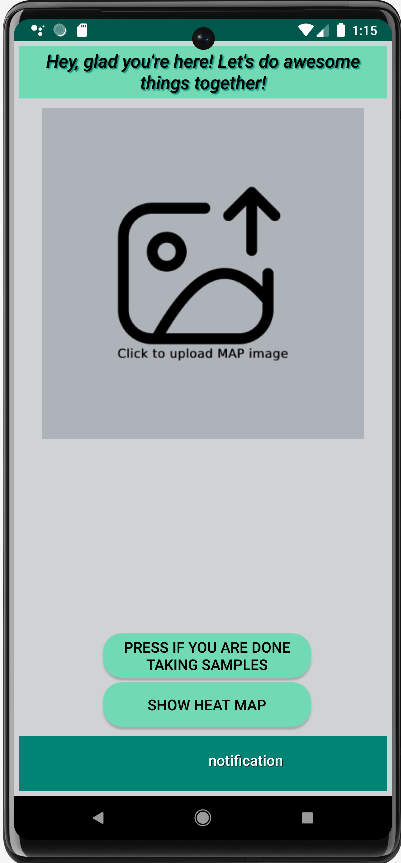 1:15
Hey, glad you're here! Let's do awesome
things together!
Click to upload MAP image
PRESS IF YOU ARE DONE
TAKING SAMPLES
SHOW HEAT MAP
notification